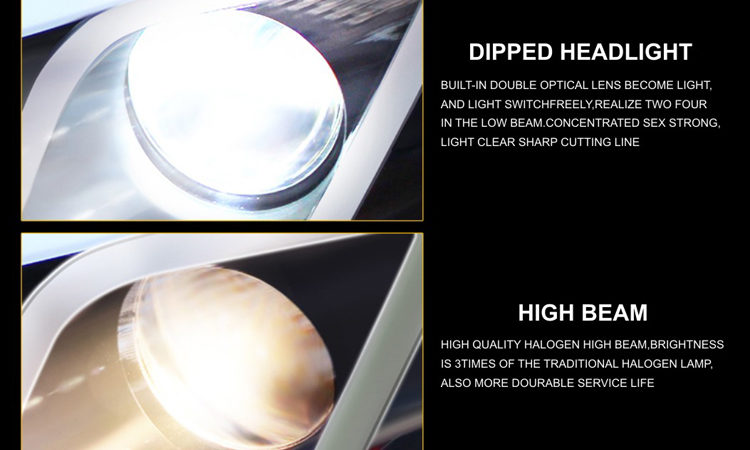 DIPPED HEADLIGHT
BUILT-IN DOUBLE OPTICAL LENS BECOME LIGHT,
AND LIGHT SWITCHFREELY,REALIZE TWO FOUR
IN THE LOW BEAM.CONCENTRATED SEX STRONG,
LIGHT CLEAR SHARP CUTTING LINE
HIGH BEAM
HIGH QUALITY HALOGEN HIGH BEAM,BRIGHTNESS
IS 3TIMES OF THE TRADITIONAL HALOGEN LAMP,
ALSO MORE DOURABLE SERVICE LIFE